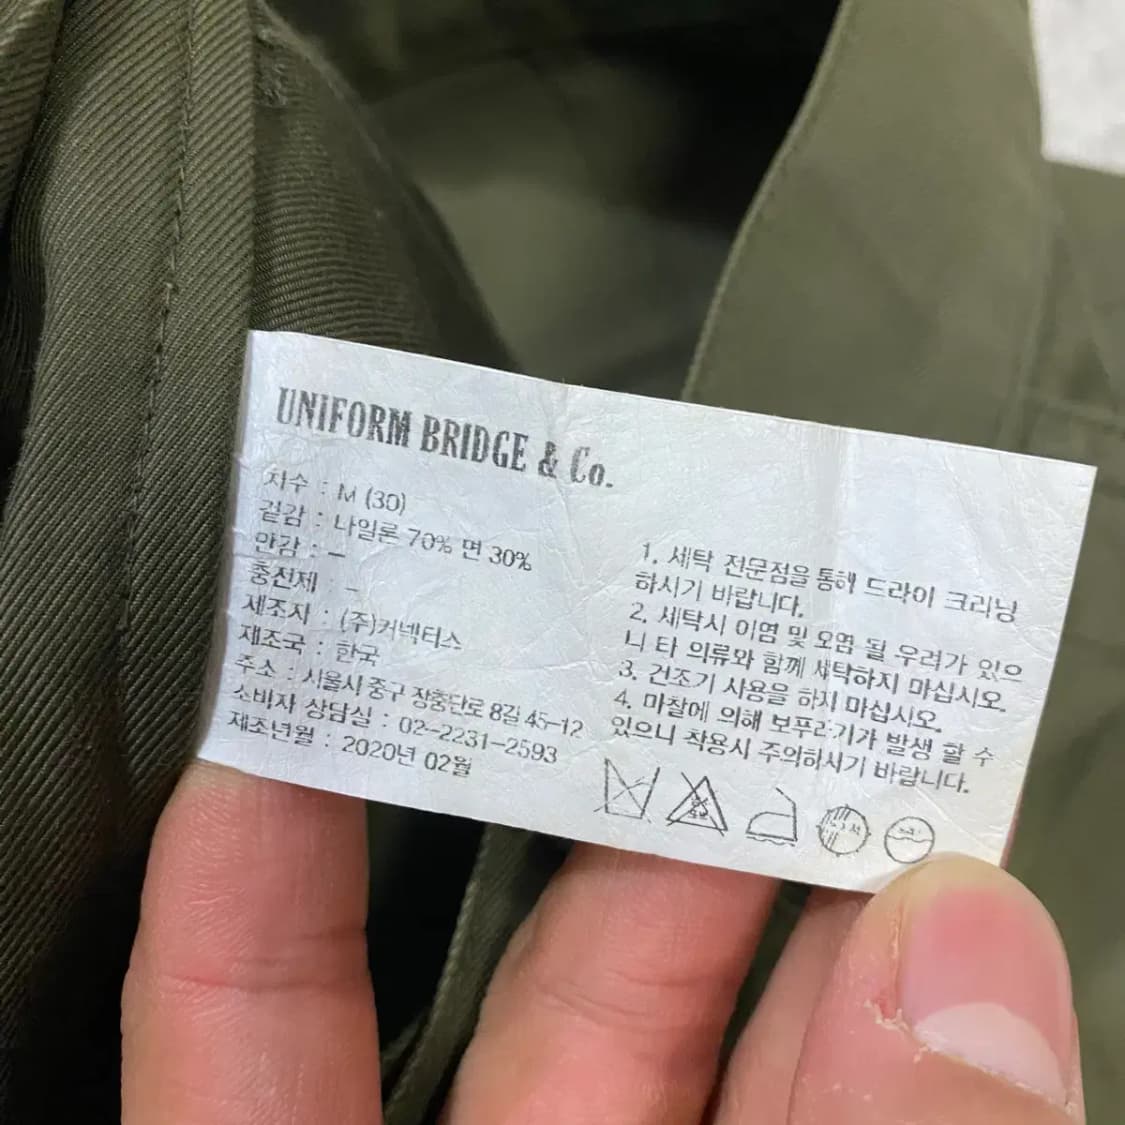 UNIFORM BRIDGE & Co.
치수 : M (30)
겉감 : 나일론 70% 면 30%
안감 : –
충전제 : –
제조자 : (주)커넥터스
제조국 : 한국
주소 : 서울시 중구 장충단로 8길 45-12
소비자 상담실 : 02-2231-2593
제조년월 : 2020년 02월
1. 세탁 전문점을 통해 드라이 크리닝
하시기 바랍니다.
2. 세탁시 이염 및 오염 될 우려가 있으
니 타 의류와 함께 세탁하지 마십시오.
3. 건조기 사용을 하지 마십시오.
4. 마찰에 의해 보푸라기가 발생 할 수
있으니 착용시 주의하시기 바랍니다.